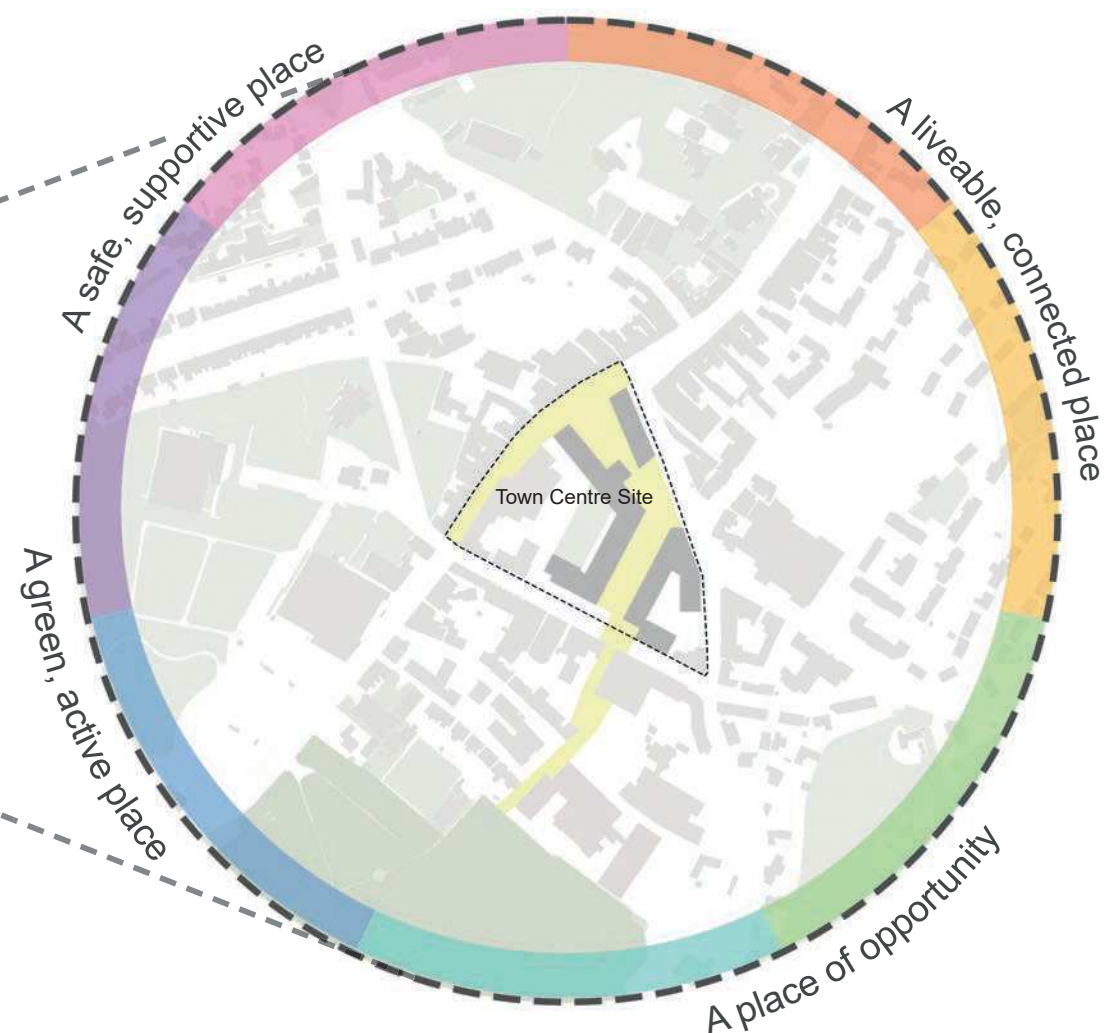 A safe, supportive place
A liveable, connected place
Town Centre Site
A green, active place
A place of opportunity